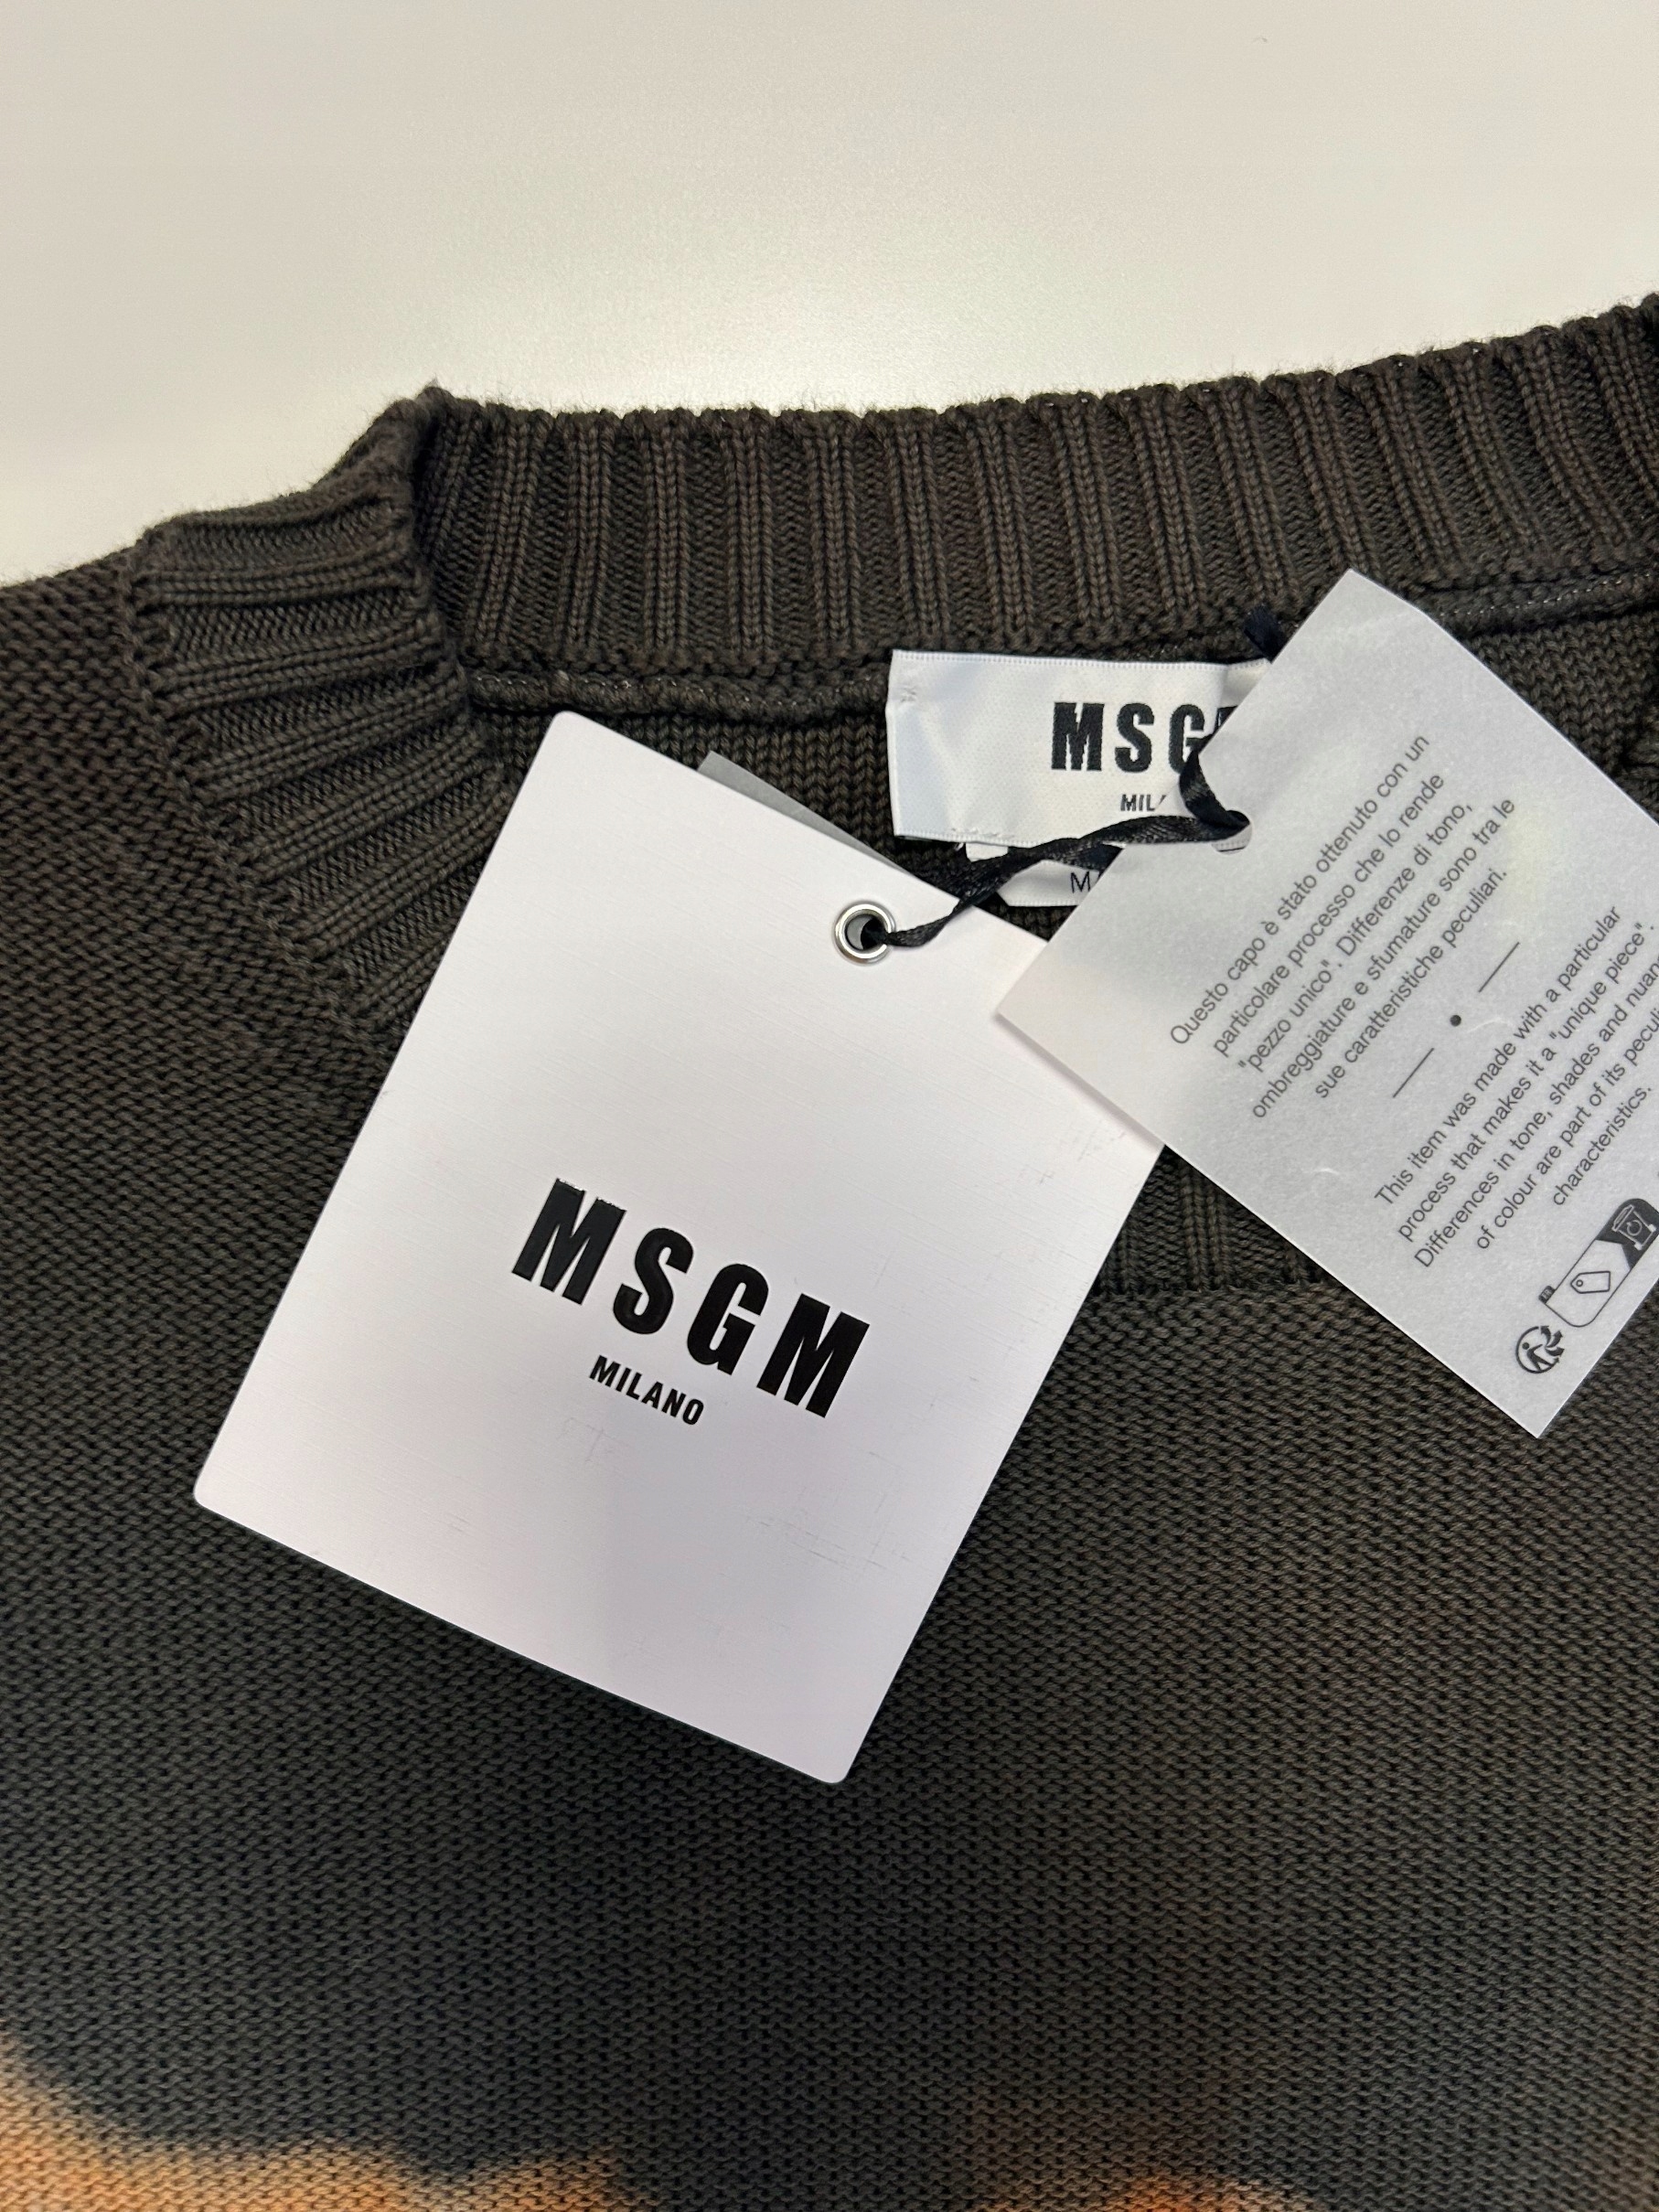 MSG
MIL
MSGM
MILANO
Questo capo è stato ottenuto con un
particolare processo che lo rende
"pezzo unico". Differenze di tono,
ombreggiature e sfumature sono tra le
sue caratteristiche peculiari.
This item was made with a particular
process that makes it a "unique piece".
Differences in tone, shades and
of colour are part of its
characteristics.